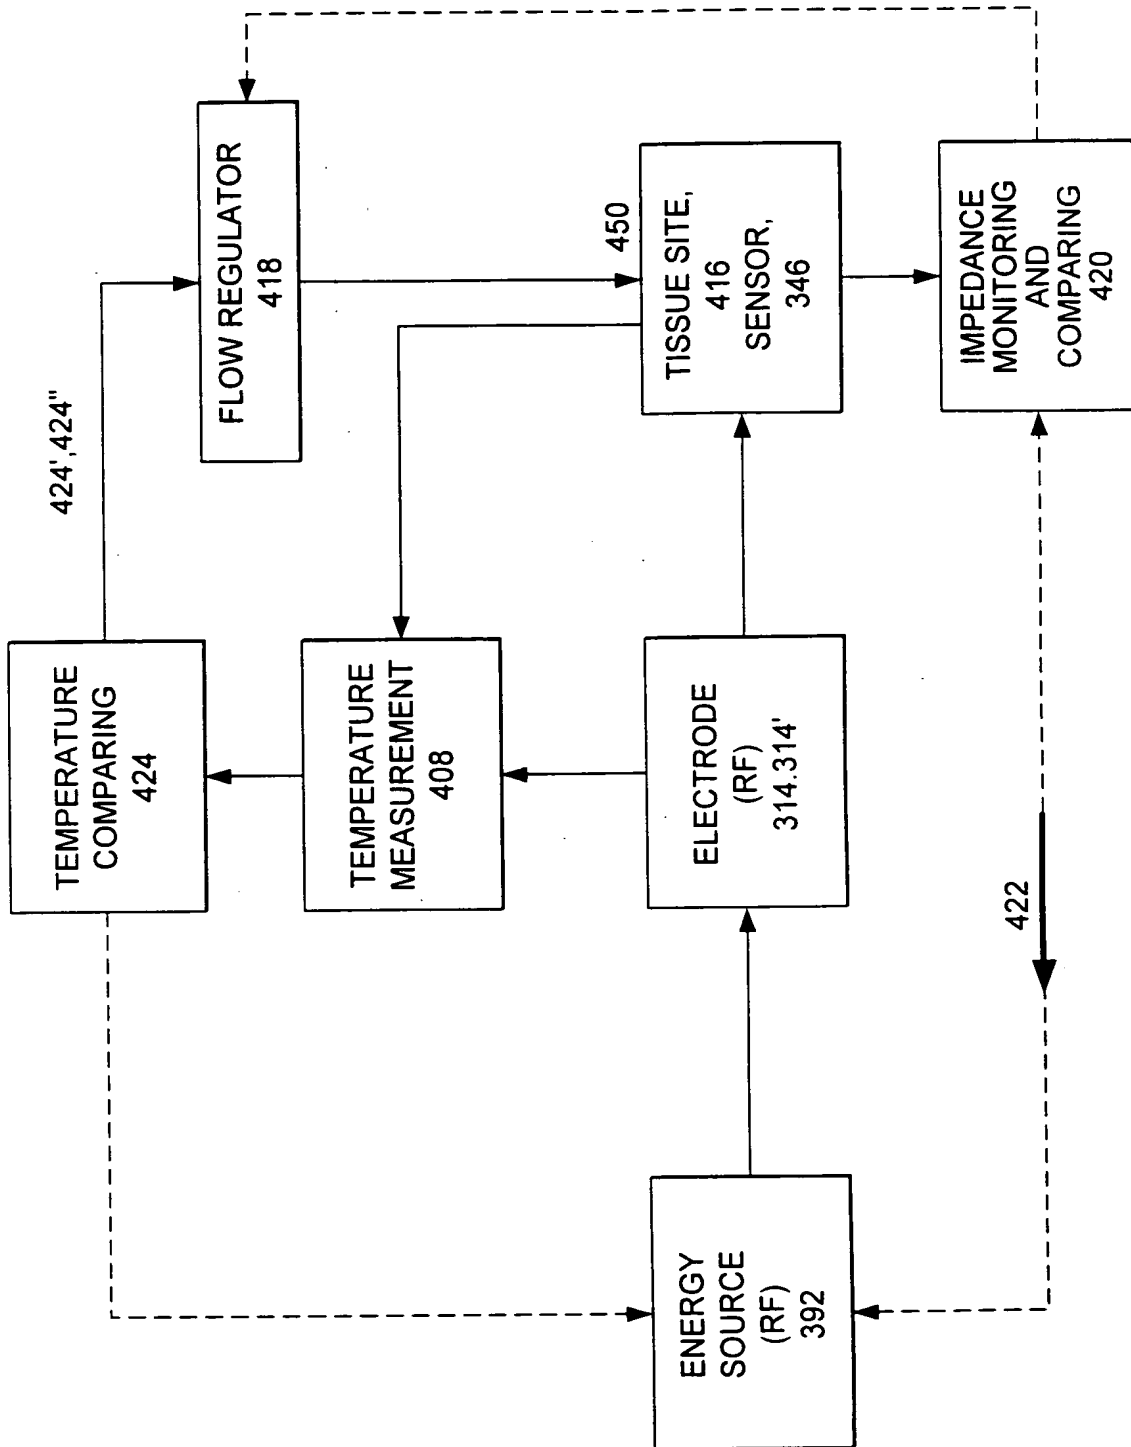 TEMPERATURE
COMPARING
424
424',424"
FLOW REGULATOR
418
TEMPERATURE
MEASUREMENT
408
450
ENERGY
SOURCE
(RF)
392
ELECTRODE
(RF)
314.314'
TISSUE SITE,
416
SENSOR,
346
422
IMPEDANCE
MONITORING
AND
COMPARING
420